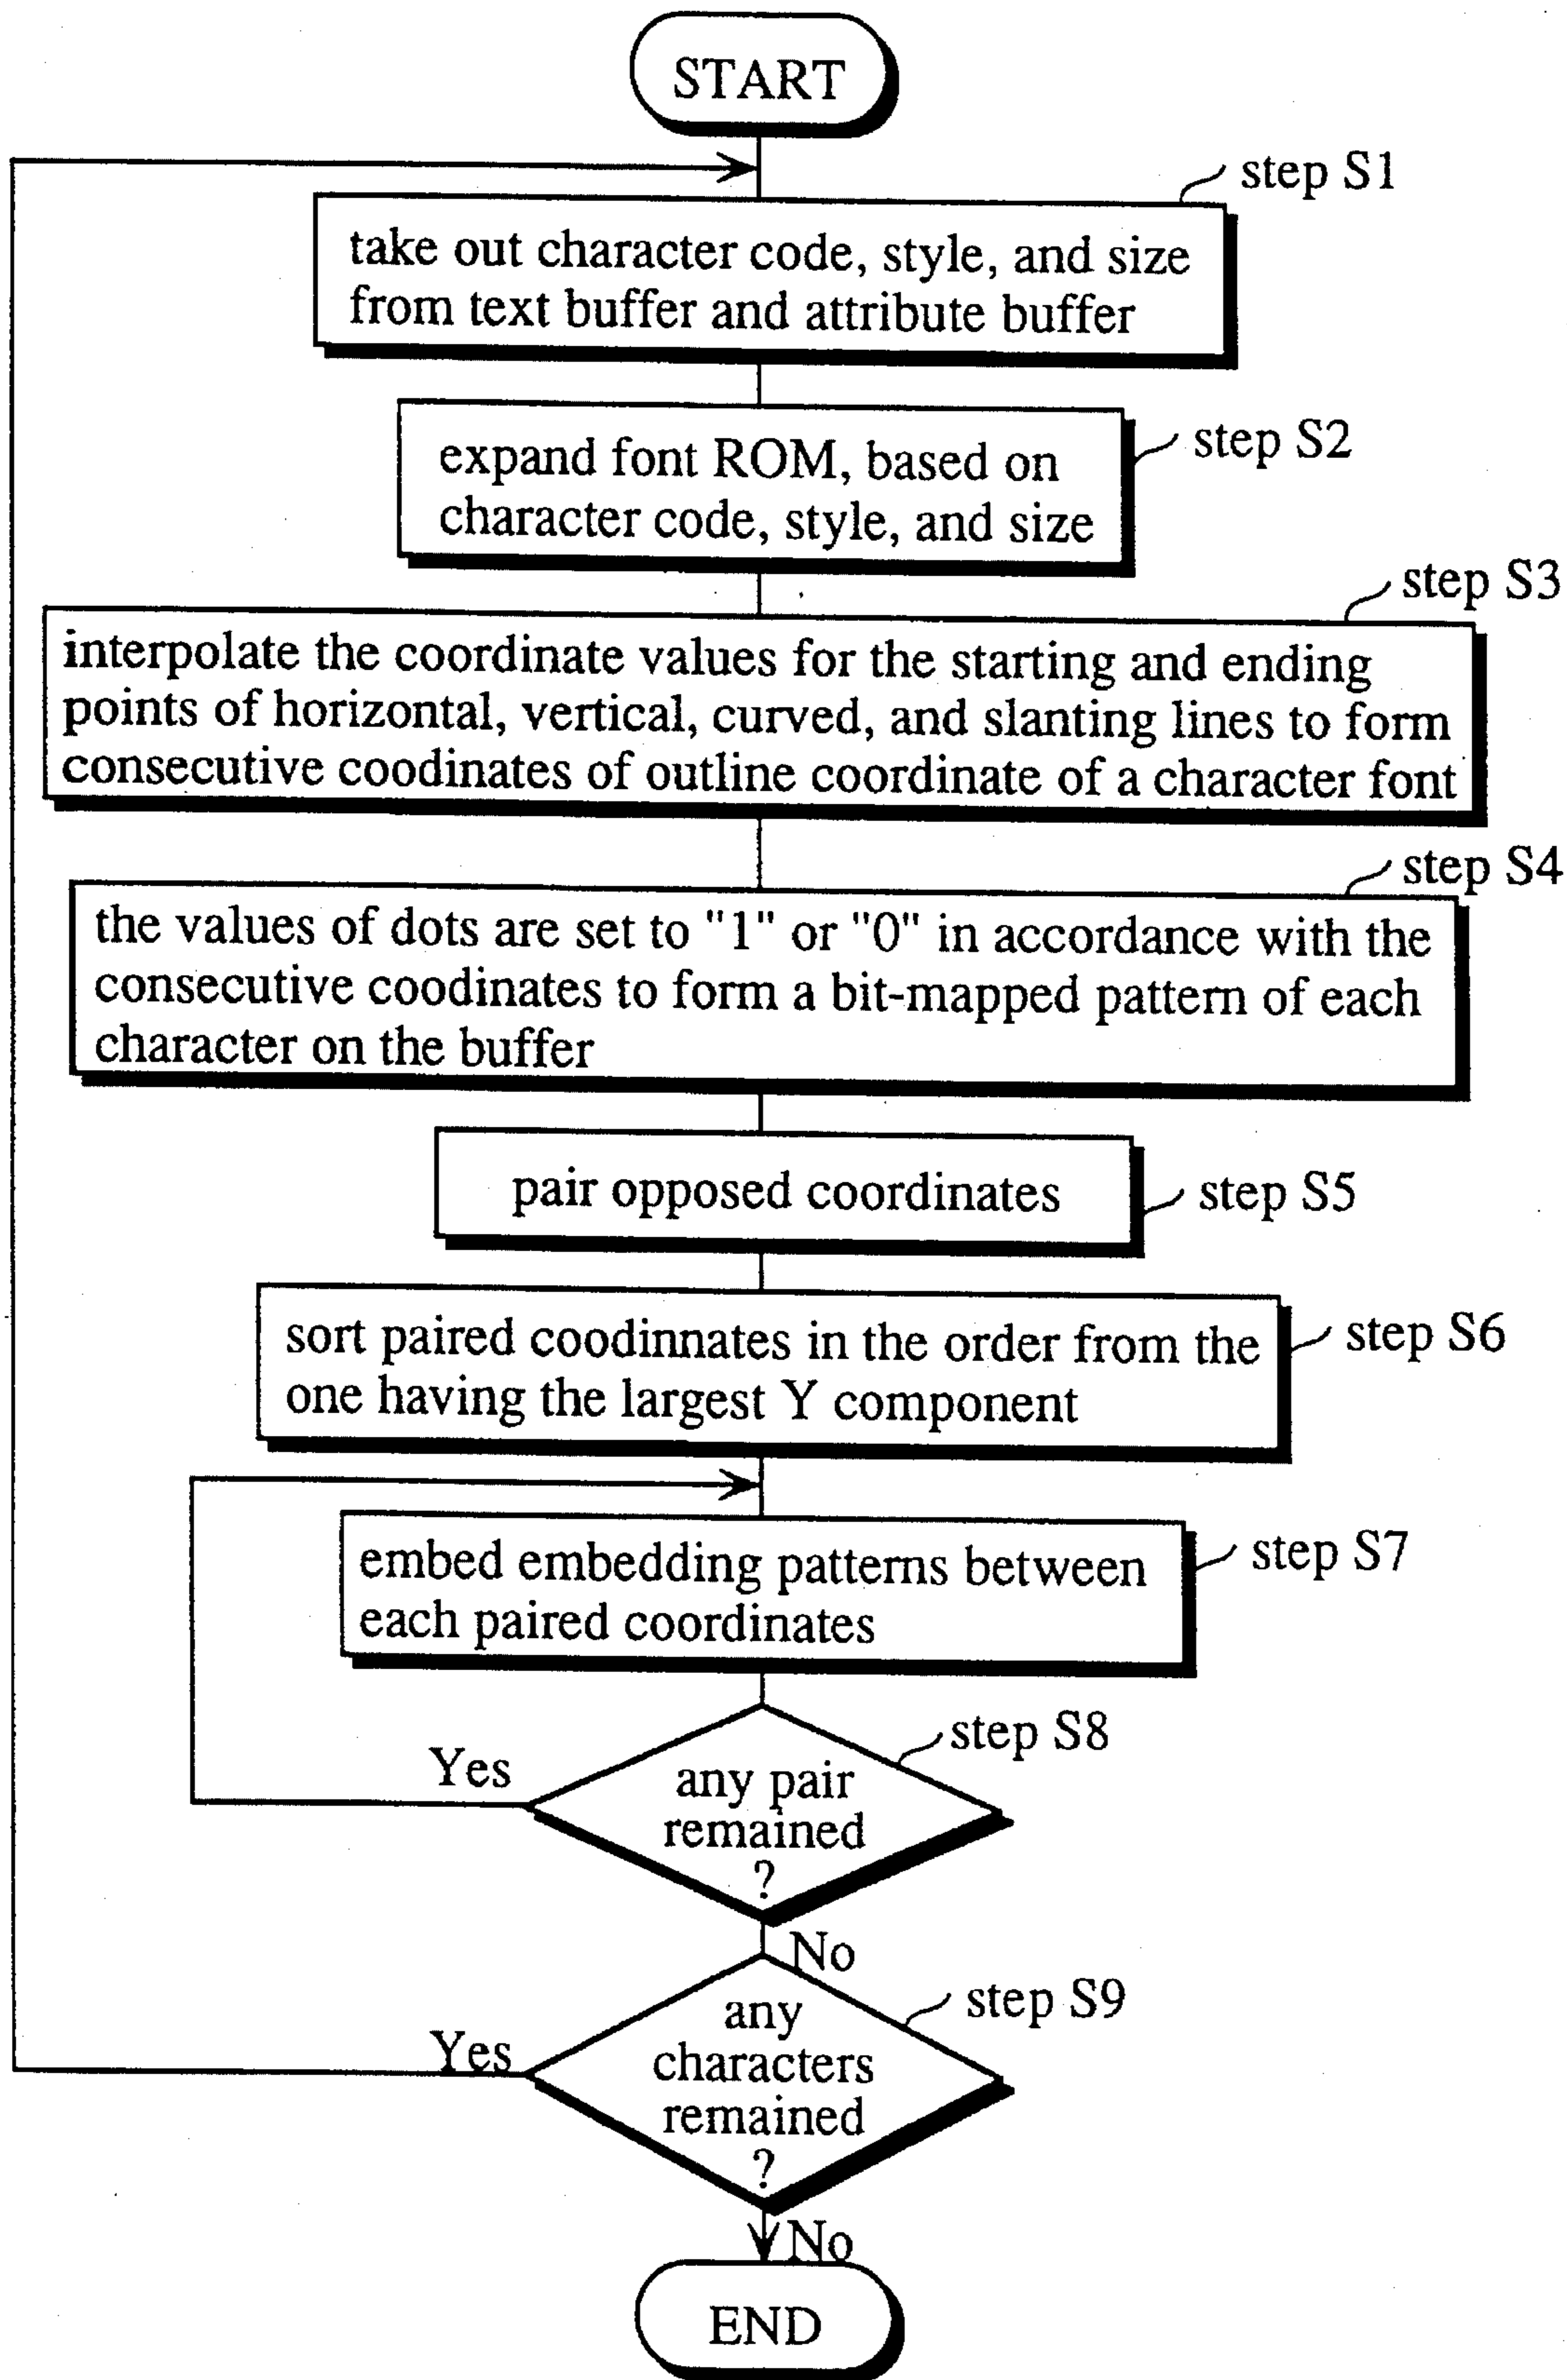 START
step S1
take out character code, style, and size
from text buffer and attribute buffer
step S2
expand font ROM, based on
character code, style, and size
step S3
interpolate the coordinate values for the starting and ending
points of horizontal, vertical, curved, and slanting lines to form
consecutive coodinates of outline coordinate of a character font
step S4
the values of dots are set to "1" or "0" in accordance with the
consecutive coodinates to form a bit-mapped pattern of each
character on the buffer
pair opposed coordinates
step S5
sort paired coodinnates in the order from the
one having the largest Y component
step S6
embed embedding patterns between
each paired coordinates
step S7
step S8
Yes
any pair
remained
?
No
step S9
Yes
any
characters
remained
?
No
END